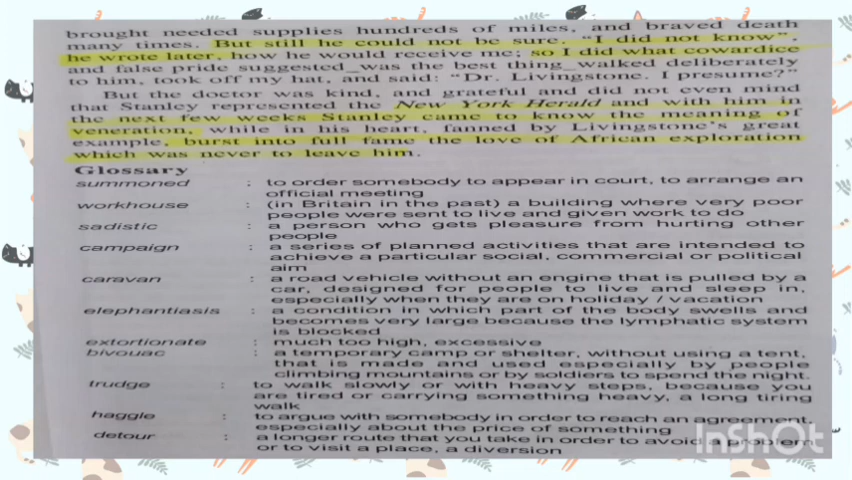 brought needed supplies hundreds of miles, and braved death
many times. But still he could not be sure. "I did not know",
he wrote later, how he would receive me; so I did what cowardice
and false pride suggested was the best thing walked deliberately
to him, took off my hat, and said: "Dr. Livingstone. I presume?"
But the doctor was kind, and grateful and did not even mind
that Stanley represented the New York Herald and with him in
the next few weeks Stanley came to know the meaning of
veneration, while in his heart, fanned by Livingstone's great
example, burst into full fame the love of African exploration
which was never to leave him.
Glossary
summoned : to order somebody to appear in court, to arrange an
official meeting
workhouse : (in Britain in the past) a building where very poor
people were sent to live and given work to do
sadistic : a person who gets pleasure from hurting other
people
campaign : a series of planned activities that are intended to
achieve a particular social, commercial or political
aim
caravan : a road vehicle without an engine that is pulled by a
car, designed for people to live and sleep in,
especially when they are on holiday / vacation
elephantiasis : a condition in which part of the body swells and
becomes very large because the lymphatic system
is blocked
extortionate : much too high, excessive
bivouac : a temporary camp or shelter, without using a tent,
that is made and used especially by people
climbing mountains or by soldiers to spend the night.
trudge : to walk slowly or with heavy steps, because you
are tired or carrying something heavy, a long tiring
walk
haggle : to argue with somebody in order to reach an agreement,
especially about the price of something
detour : a longer route that you take in order to avoid a problem
or to visit a place, a diversion
InShOt